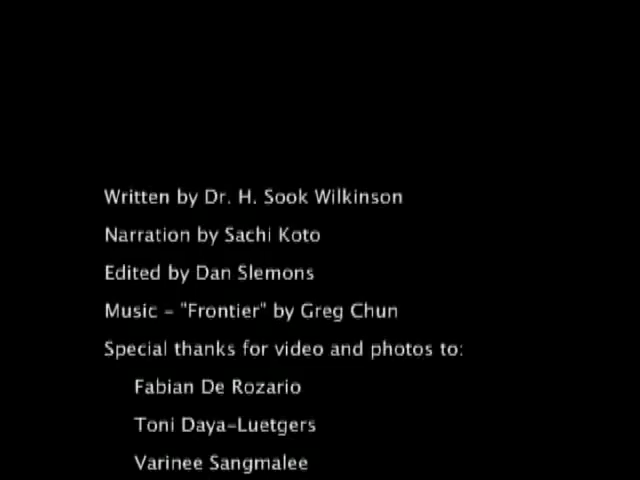 Written by Dr. H. Sook Wilkinson
Narration by Sachi Koto
Edited by Dan Slemons
Music - "Frontier" by Greg Chun
Special thanks for video and photos to:
Fabian De Rozario
Toni Daya-Luetgers
Varinee Sangmalee